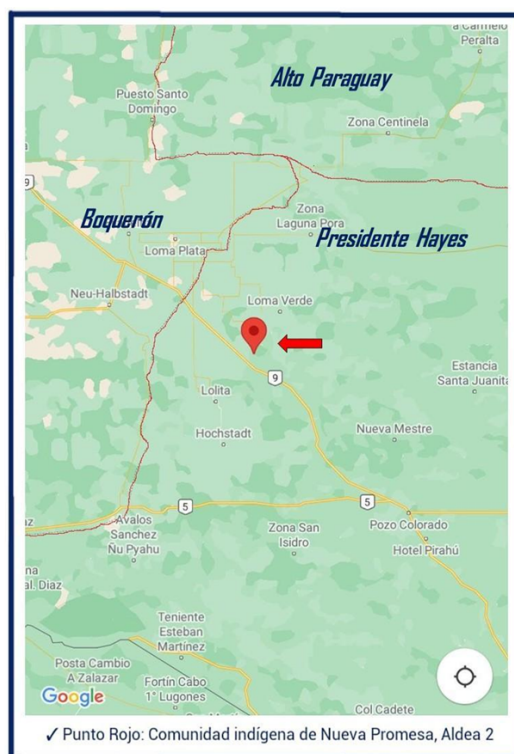 a Carmelo
Peralta
Alto Paraguay
Puesto Santo
Domingo
Zona Centinela
9
Boquerón
Zona
Laguna Pora
Presidente Hayes
Loma Plata
Neu-Halbstadt
Loma Verde
9
Estancia
Santa Juanita
Lolita
Hochstadt
Nueva Mestre
5
5
Avalos
Sanchez
Ñu Pyahu
Pozo Colorado
Zona San
Isidro
Hotel Pirahú
na
al. Diaz
Teniente
Esteban
Martinez
Posta Cambio
A Zalazar
Fortín Cabo
1° Lugones
Google
Col Cadete
✓ Punto Rojo: Comunidad indígena de Nueva Promesa, Aldea 2